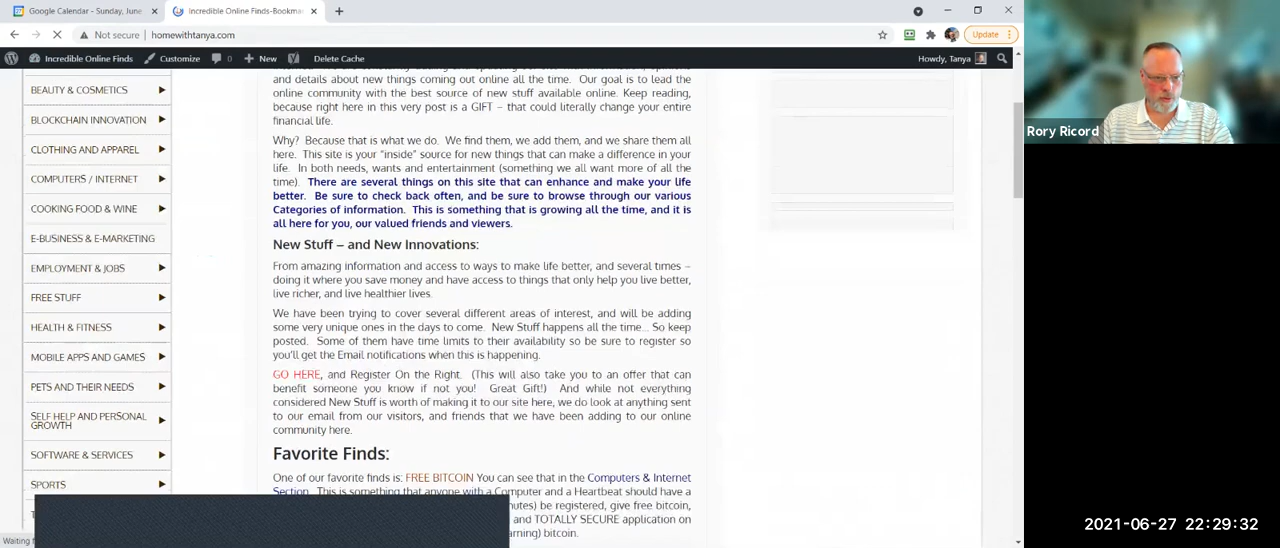 Google Calendar - Sunday, June
Incredible Online Finds-Bookma
Not secure | homewithtanya.com
Update
Incredible Online Finds
Customize
0
New
Delete Cache
Howdy, Tanya
BEAUTY & COSMETICS
BLOCKCHAIN INNOVATION
CLOTHING AND APPAREL
COMPUTERS / INTERNET
COOKING FOOD & WINE
E-BUSINESS & E-MARKETING
EMPLOYMENT & JOBS
FREE STUFF
HEALTH & FITNESS
MOBILE APPS AND GAMES
PETS AND THEIR NEEDS
SELF HELP AND PERSONAL
GROWTH
SOFTWARE & SERVICES
SPORTS
and details about new things coming out online all the time. Our goal is to lead the
online community with the best source of new stuff available online. Keep reading,
because right here in this very post is a GIFT – that could literally change your entire
financial life.
Why? Because that is what we do. We find them, we add them, and we share them all
here. This site is your “inside” source for new things that can make a difference in your
life. In both needs, wants and entertainment (something we all want more of all the
time). There are several things on this site that can enhance and make your life
better. Be sure to check back often, and be sure to browse through our various
Categories of information. This is something that is growing all the time, and it is
all here for you, our valued friends and viewers.
New Stuff – and New Innovations:
From amazing information and access to ways to make life better, and several times –
doing it where you save money and have access to things that only help you live better,
live richer, and live healthier lives.
We have been trying to cover several different areas of interest, and will be adding
some very unique ones in the days to come. New Stuff happens all the time... So keep
posted. Some of them have time limits to their availability so be sure to register so
you’ll get the Email notifications when this is happening.
GO HERE, and Register On the Right. (This will also take you to an offer that can
benefit someone you know if not you! Great Gift!) And while not everything
considered New Stuff is worth of making it to our site here, we do look at anything sent
to our email from our visitors, and friends that we have been adding to our online
community here.
Favorite Finds:
One of our favorite finds is: FREE BITCOIN You can see that in the Computers & Internet
Section. This is something that anyone with a Computer and a Heartbeat should have a
be registered, give free bitcoin,
and TOTALLY SECURE application on
bitcoin.
Waiting
Rory Ricord
2021-06-27 22:29:32